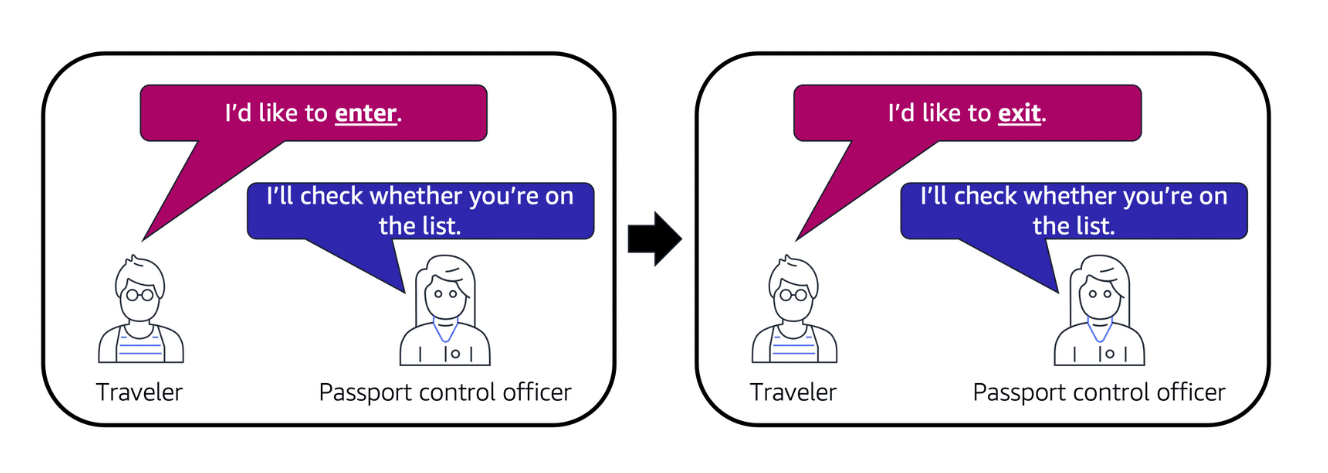 I’d like to enter.
I’ll check whether you’re on
the list.
Traveler
Passport control officer
I’d like to exit.
I’ll check whether you’re on
the list.
Traveler
Passport control officer